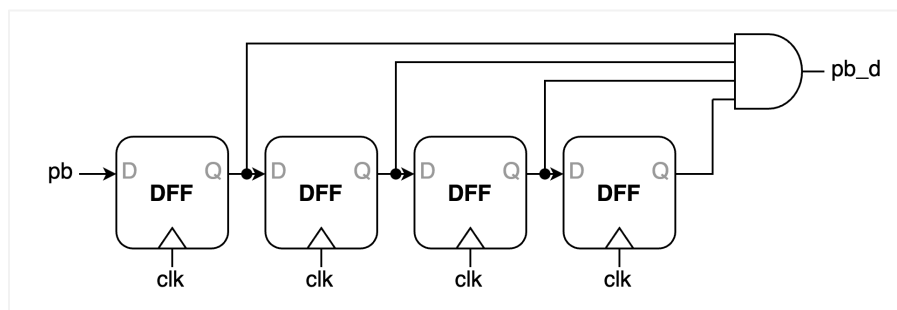 pb_d
pb D Q D Q D Q D Q
DFF DFF DFF DFF
clk clk clk clk